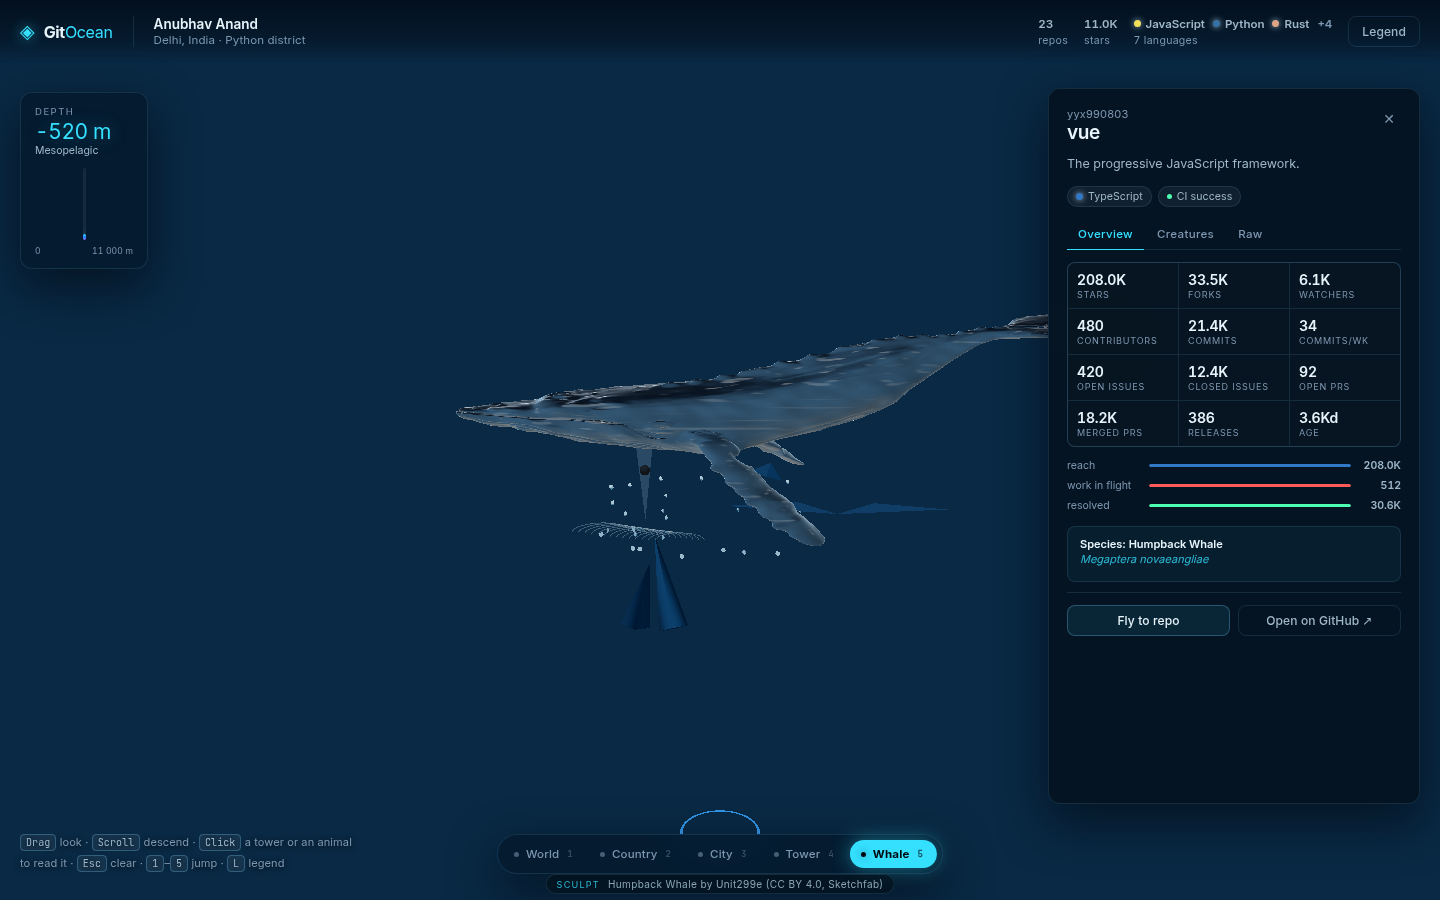 GitOcean
Anubhav Anand
Delhi, India · Python district
23 repos
11.0K stars
JavaScript Python Rust +4
7 languages
Legend
DEPTH
-520 m
Mesopelagic
0 11 000 m
yyx990803
vue
✕
The progressive JavaScript framework.
TypeScript CI success
Overview Creatures Raw
208.0K 33.5K 6.1K
STARS FORKS WATCHERS
480 21.4K 34
CONTRIBUTORS COMMITS COMMITS/WK
420 12.4K 92
OPEN ISSUES CLOSED ISSUES OPEN PRS
18.2K 386 3.6Kd
MERGED PRS RELEASES AGE
reach 208.0K
work in flight 512
resolved 30.6K
Species: Humpback Whale
Megaptera novaeangliae
Fly to repo Open on GitHub ↗
Drag look · Scroll descend · Click a tower or an animal
to read it · Esc clear · 1–5 jump · L legend
World 1 Country 2 City 3 Tower 4 Whale 5
SCULPT Humpback Whale by Unit299e (CC BY 4.0, Sketchfab)